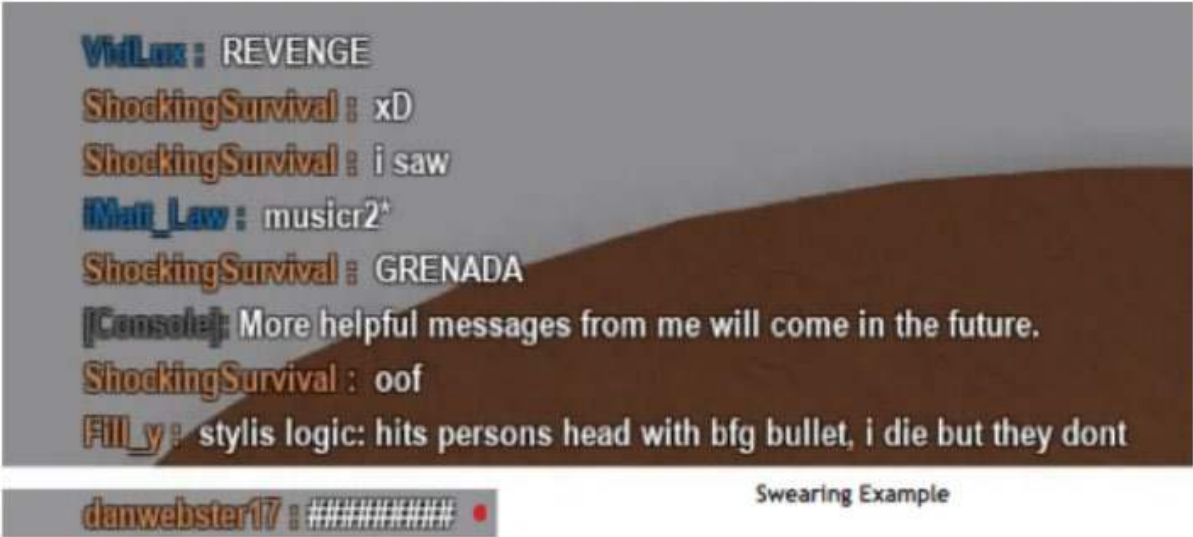 VidLux : REVENGE
ShockingSurvival : xD
ShockingSurvival : i saw
iMatt_Law : musicr2*
ShockingSurvival : GRENADA
[Console]: More helpful messages from me will come in the future.
ShockingSurvival : oof
Fill_y : stylis logic: hits persons head with bfg bullet, i die but they dont
Swearing Example
danwebster17 : #########